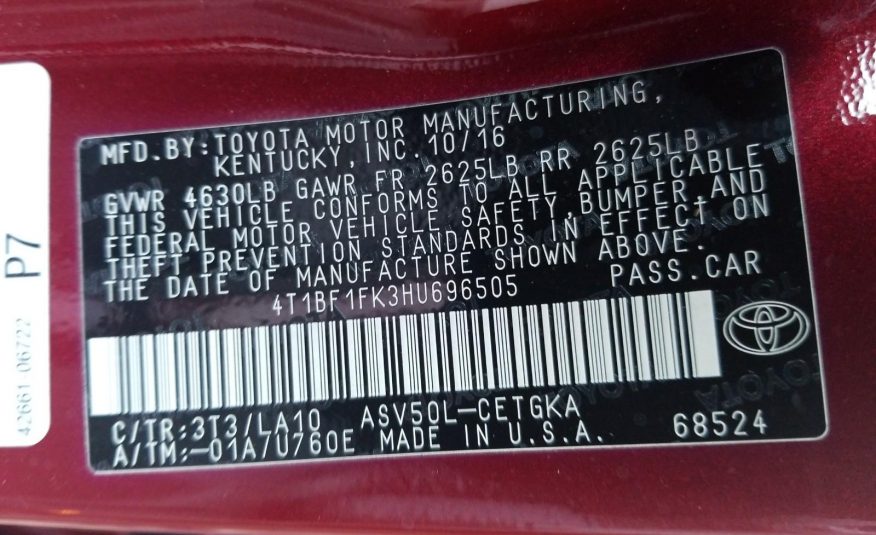 MFD.BY:TOYOTA MOTOR MANUFACTURING,
KENTUCKY,INC. 10/16
GVWR 4630LB GAWR FR 2625LB RR 2625LB
THIS VEHICLE CONFORMS TO ALL APPLICABLE
FEDERAL MOTOR VEHICLE SAFETY,BUMPER,AND
THEFT PREVENTION STANDARDS IN EFFECT ON
THE DATE OF MANUFACTURE SHOWN ABOVE.
4T1BF1FK3HU696505 PASS.CAR
C/TR:3T3/LA10 ASV50L-CETGKA
A/TM:-01A7U760E MADE IN U.S.A. 68524
P7
42661 06722